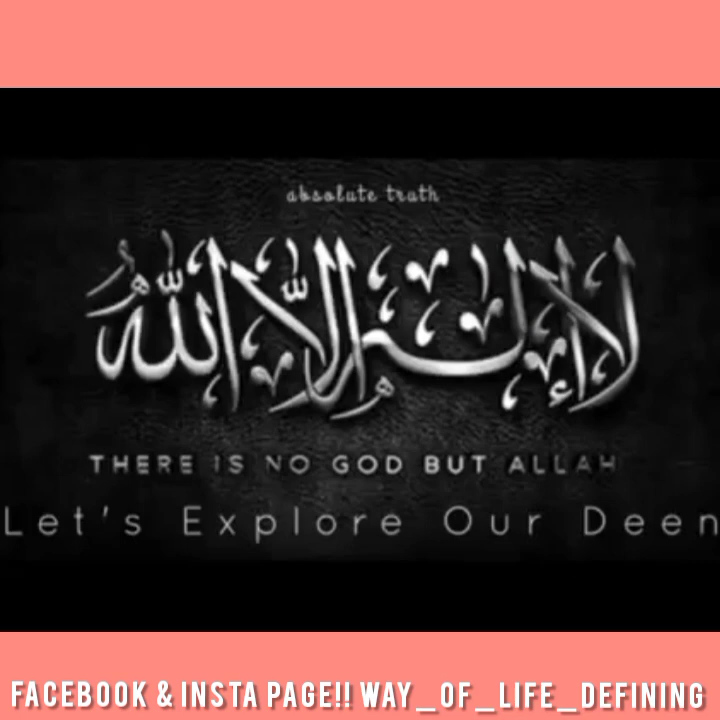 absolute truth
لا إله إلا الله
THERE IS NO GOD BUT ALLAH
Let's Explore Our Deen
FACEBOOK & INSTA PAGE!! WAY_OF_LIFE_DEFINING